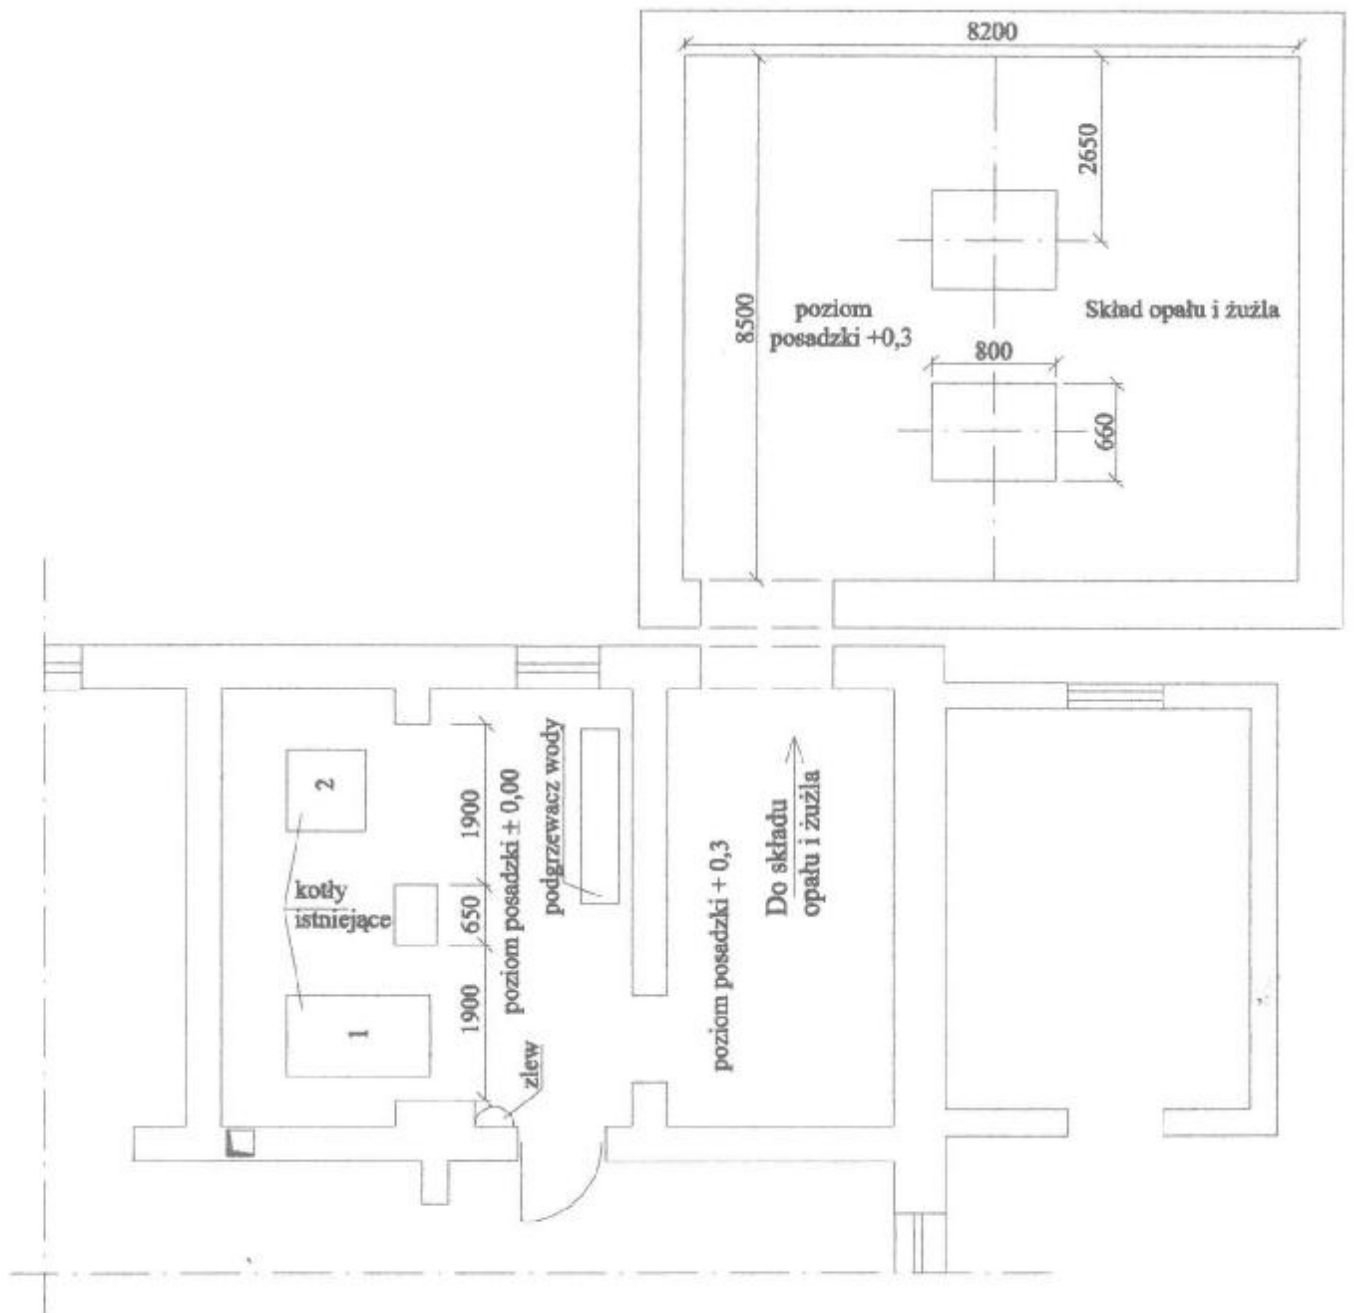 8200
2650
8500
poziom
posadzki +0,3
Skład opału i żużla
800
660
2
1900
poziom posadzki ± 0,00
podgrzewacz wody
kotły
istniejące
650
poziom posadzki + 0,3
Do składu
opału i żużla
1
1900
zlew